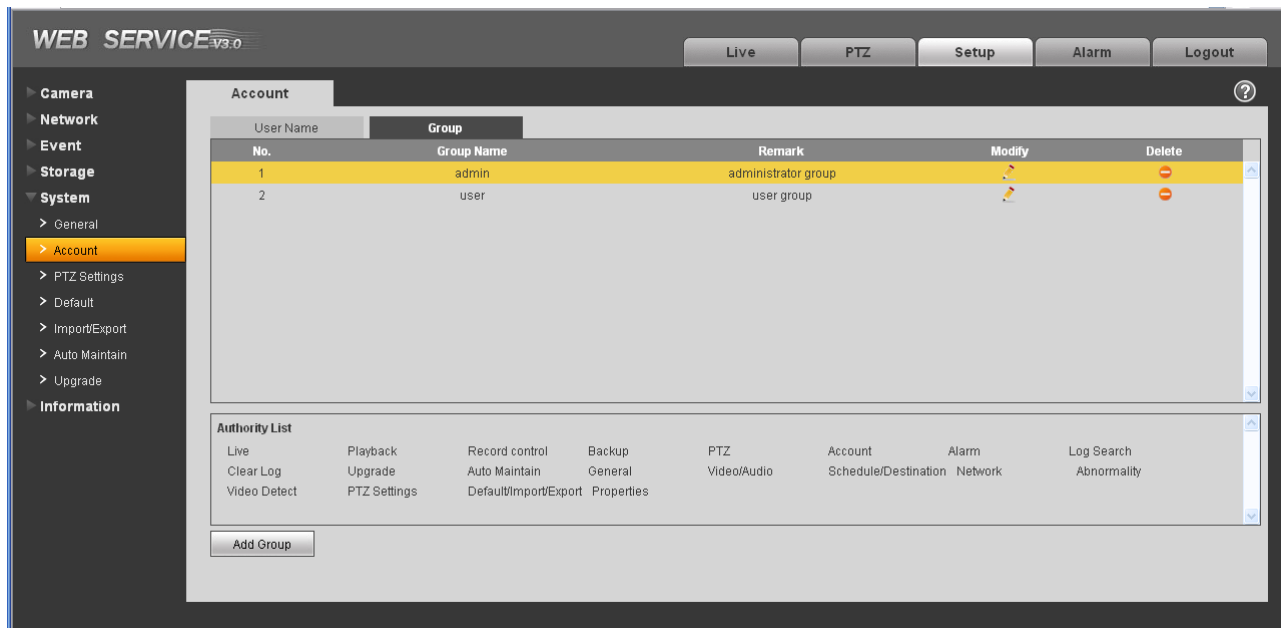 WEB SERVICE V3.0
Live PTZ Setup Alarm Logout
Camera
Network
Event
Storage
System
General
Account
PTZ Settings
Default
Import/Export
Auto Maintain
Upgrade
Information
Account
?
User Name Group
No. Group Name Remark Modify Delete
1 admin administrator group
2 user user group
Authority List
Live Playback Record control Backup PTZ Account Alarm Log Search
Clear Log Upgrade Auto Maintain General Video/Audio Schedule/Destination Network Abnormality
Video Detect PTZ Settings Default/Import/Export Properties
Add Group